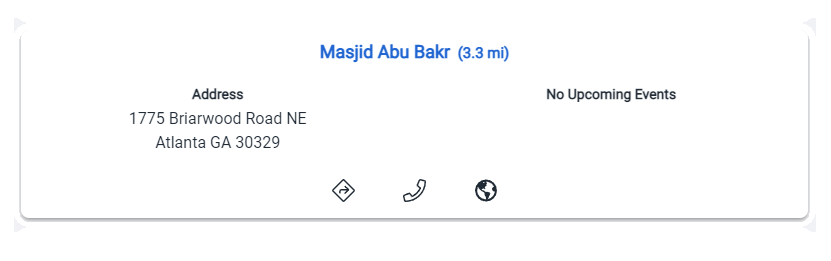 Masjid Abu Bakr (3.3 mi)
Address
1775 Briarwood Road NE
Atlanta GA 30329
No Upcoming Events